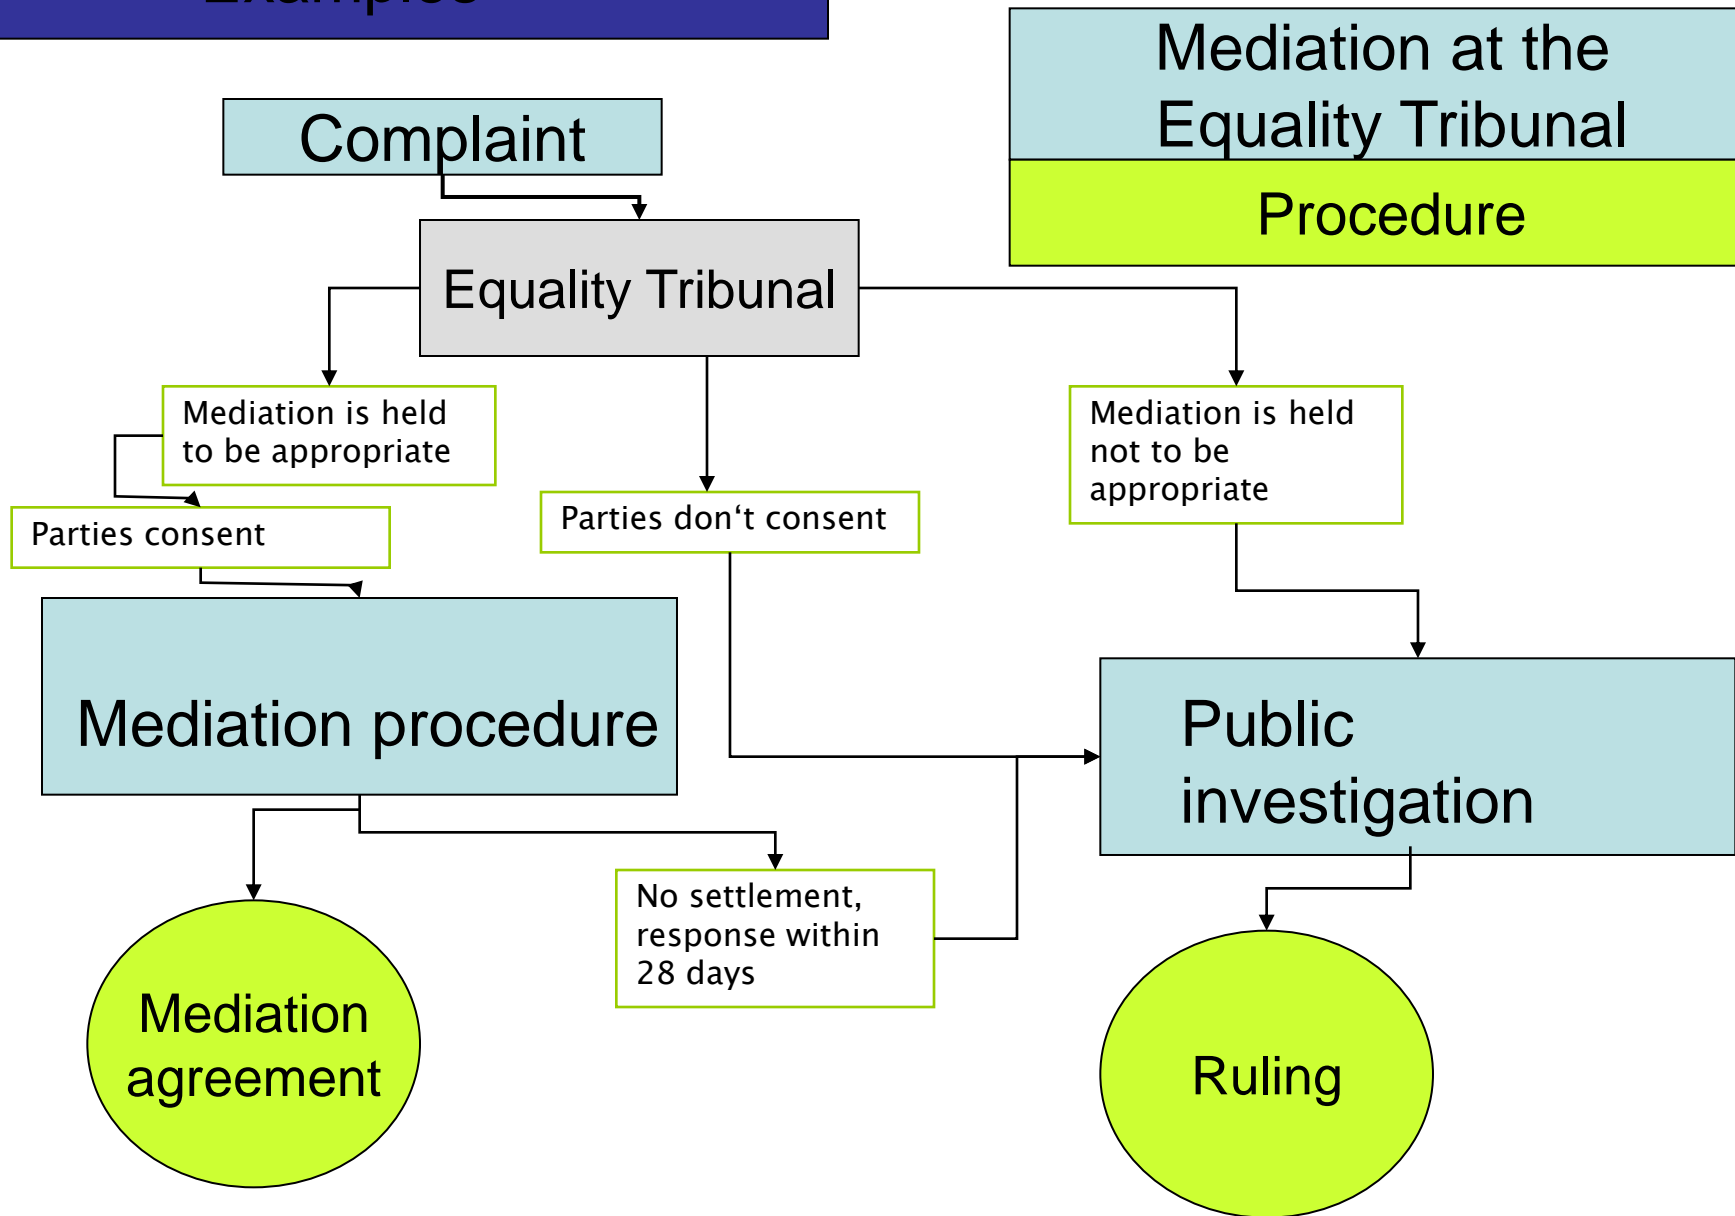 Examples
Mediation at the
Equality Tribunal
Procedure
Complaint
Equality Tribunal
Mediation is held
to be appropriate
Mediation is held
not to be
appropriate
Parties consent
Parties don‘t consent
Mediation procedure
Public
investigation
No settlement,
response within
28 days
Mediation
agreement
Ruling